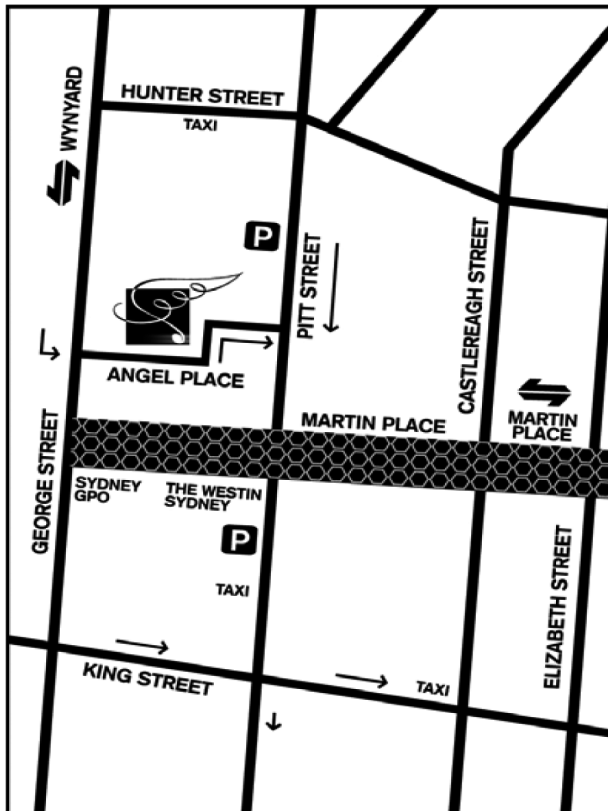 WYNYARD
HUNTER STREET
TAXI
P
PITT STREET
CASTLEREAGH STREET
ANGEL PLACE
MARTIN PLACE
MARTIN
PLACE
GEORGE STREET
SYDNEY
GPO
THE WESTIN
SYDNEY
P
TAXI
ELIZABETH STREET
KING STREET
TAXI